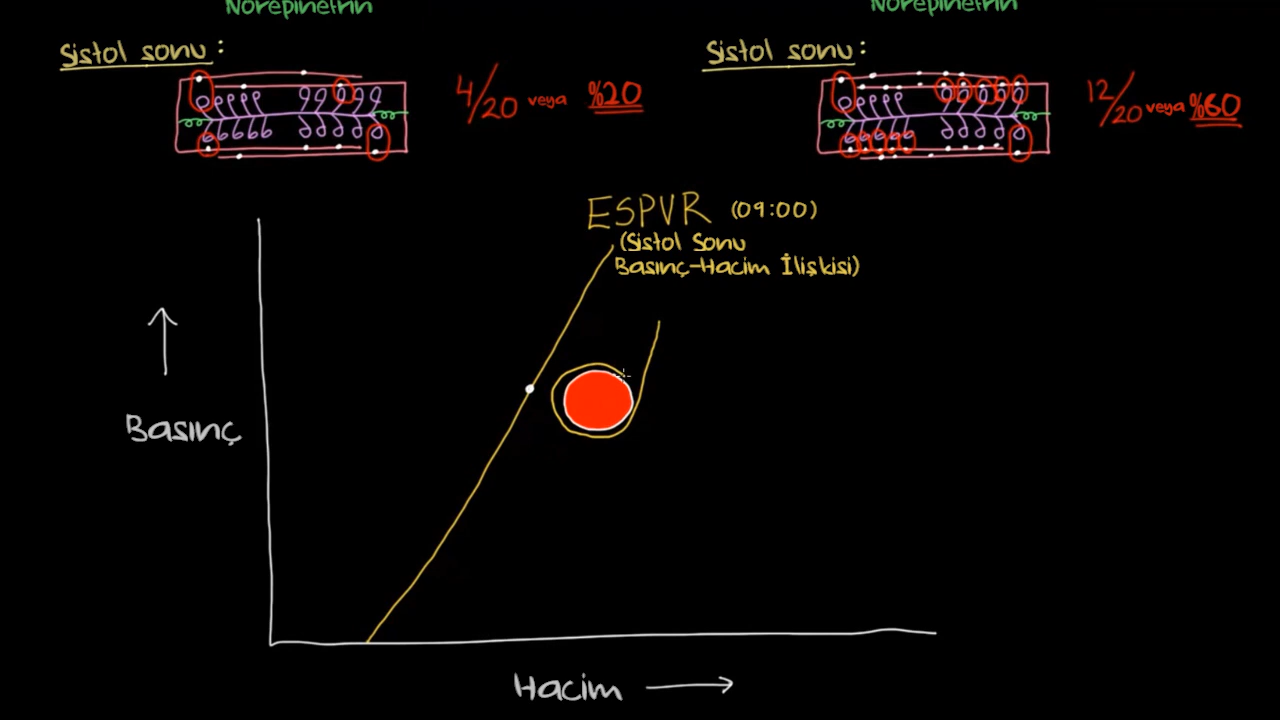 Norepinefrin
Norepinefrin
Sistol sonu:
Sistol sonu:
4/20 veya %20
12/20 veya %60
ESPVR (09:00)
(Sistol Sonu
Basınç-Hacim İlişkisi)
Basınç
Hacim